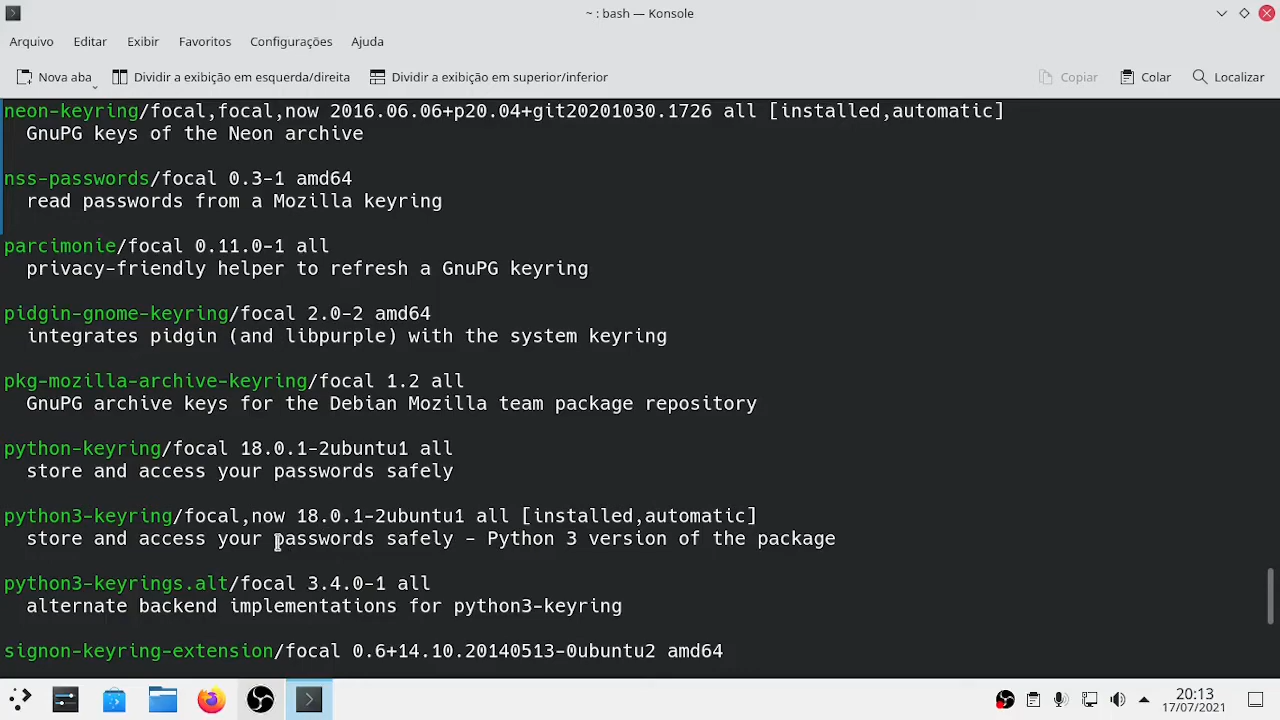 ~ : bash — Konsole
Arquivo Editar Exibir Favoritos Configurações Ajuda
Nova aba Dividir a exibição em esquerda/direita Dividir a exibição em superior/inferior Copiar Colar Localizar
neon-keyring/focal,focal,now 2016.06.06+p20.04+git20201030.1726 all [installed,automatic]
  GnuPG keys of the Neon archive
nss-passwords/focal 0.3-1 amd64
  read passwords from a Mozilla keyring
parcimonie/focal 0.11.0-1 all
  privacy-friendly helper to refresh a GnuPG keyring
pidgin-gnome-keyring/focal 2.0-2 amd64
  integrates pidgin (and libpurple) with the system keyring
pkg-mozilla-archive-keyring/focal 1.2 all
  GnuPG archive keys for the Debian Mozilla team package repository
python-keyring/focal 18.0.1-2ubuntu1 all
  store and access your passwords safely
python3-keyring/focal,now 18.0.1-2ubuntu1 all [installed,automatic]
  store and access your passwords safely - Python 3 version of the package
python3-keyrings.alt/focal 3.4.0-1 all
  alternate backend implementations for python3-keyring
signon-keyring-extension/focal 0.6+14.10.20140513-0ubuntu2 amd64
20:13
17/07/2021